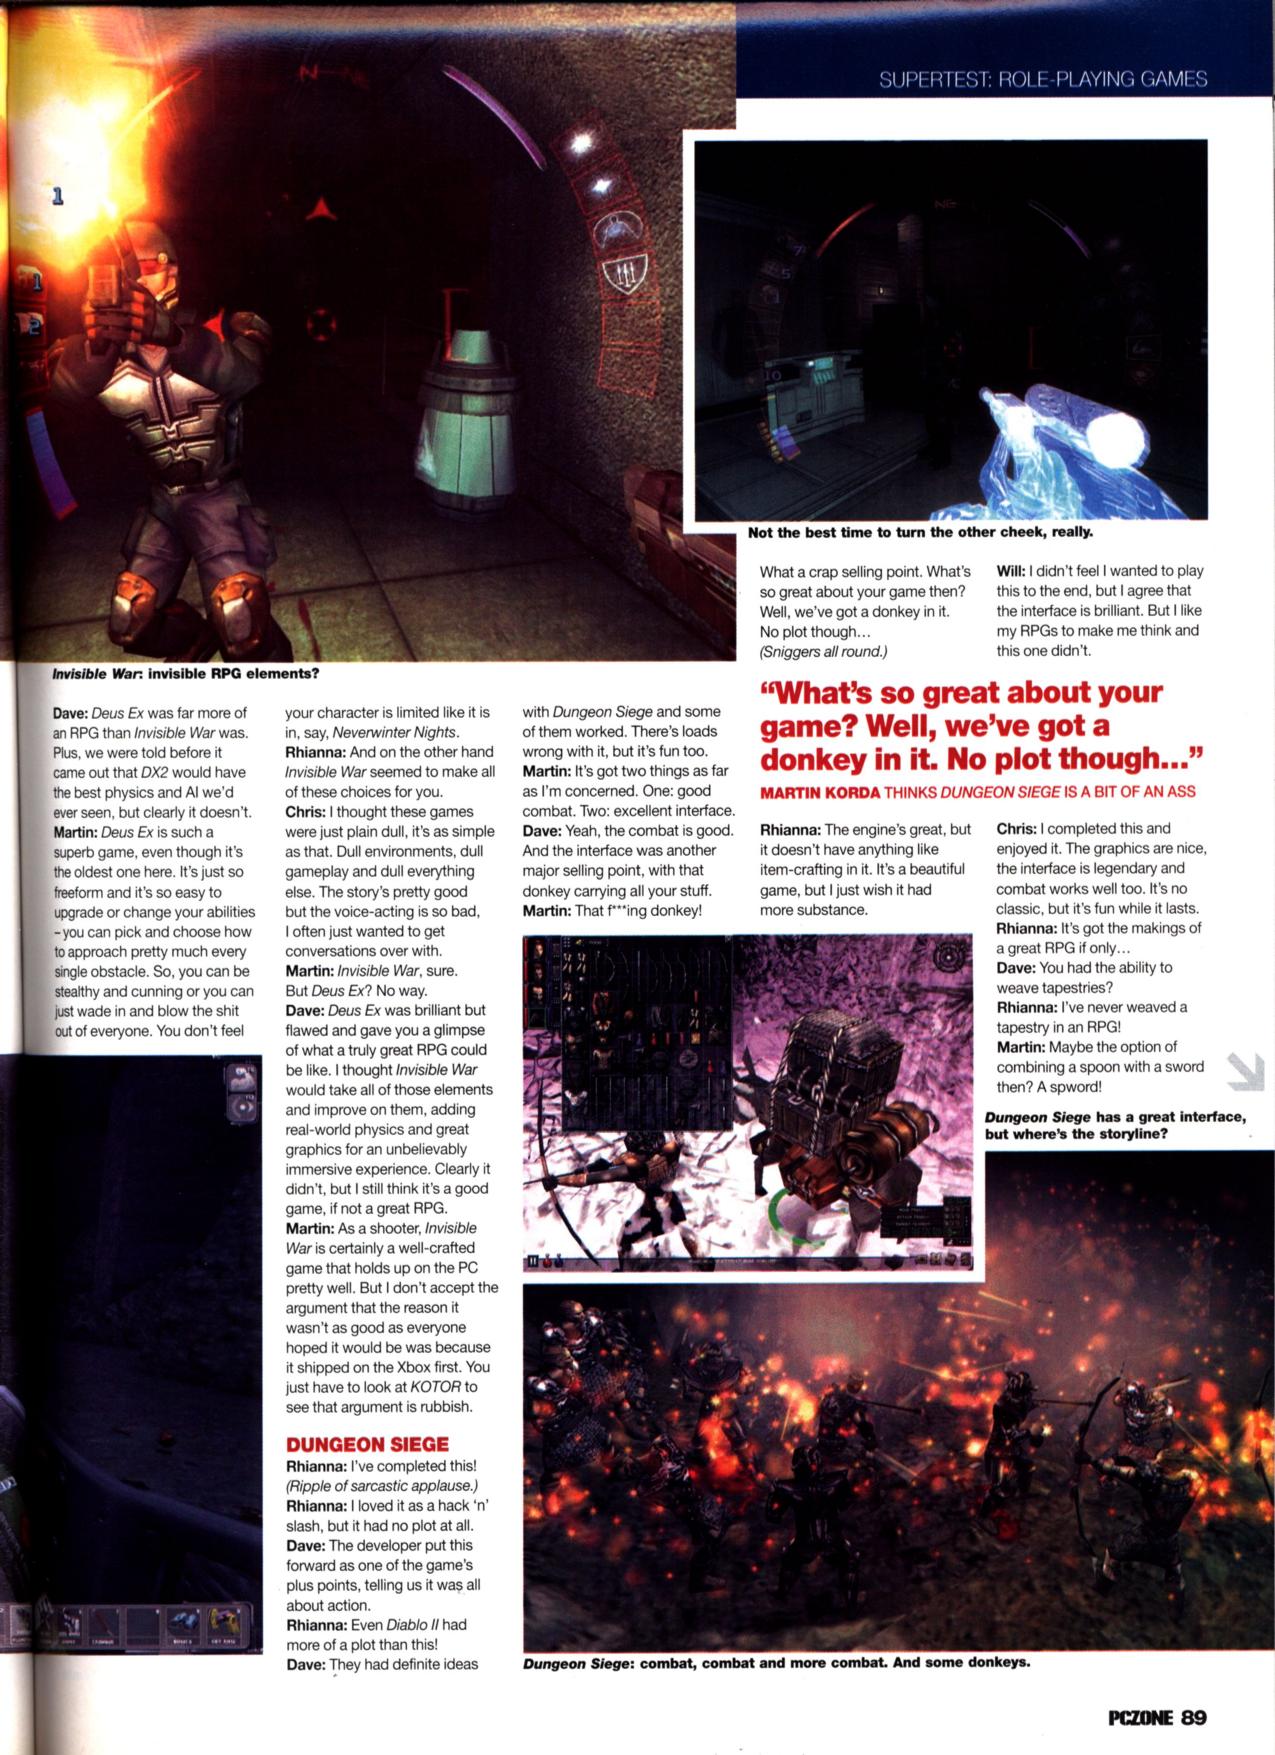 SUPERTEST: ROLE-PLAYING GAMES
Not the best time to turn the other cheek, really.
Invisible War: invisible RPG elements?
Dave: Deus Ex was far more of
an RPG than Invisible War was.
Plus, we were told before it
came out that DX2 would have
the best physics and AI we'd
ever seen, but clearly it doesn't.
Martin: Deus Ex is such a
superb game, even though it's
the oldest one here. It's just so
freeform and it's so easy to
upgrade or change your abilities
– you can pick and choose how
to approach pretty much every
single obstacle. So, you can be
stealthy and cunning or you can
just wade in and blow the shit
out of everyone. You don't feel
your character is limited like it is
in, say, Neverwinter Nights.
Rhianna: And on the other hand
Invisible War seemed to make all
of these choices for you.
Chris: I thought these games
were just plain dull, it's as simple
as that. Dull environments, dull
gameplay and dull everything
else. The story's pretty good
but the voice-acting is so bad,
I often just wanted to get
conversations over with.
Martin: Invisible War, sure.
But Deus Ex? No way.
Dave: Deus Ex was brilliant but
flawed and gave you a glimpse
of what a truly great RPG could
be like. I thought Invisible War
would take all of those elements
and improve on them, adding
real-world physics and great
graphics for an unbelievably
immersive experience. Clearly it
didn't, but I still think it's a good
game, if not a great RPG.
Martin: As a shooter, Invisible
War is certainly a well-crafted
game that holds up on the PC
pretty well. But I don't accept the
argument that the reason it
wasn't as good as everyone
hoped it would be was because
it shipped on the Xbox first. You
just have to look at KOTOR to
see that argument is rubbish.
DUNGEON SIEGE
Rhianna: I've completed this!
(Ripple of sarcastic applause.)
Rhianna: I loved it as a hack 'n'
slash, but it had no plot at all.
Dave: The developer put this
forward as one of the game's
plus points, telling us it was all
about action.
Rhianna: Even Diablo II had
more of a plot than this!
Dave: They had definite ideas
with Dungeon Siege and some
of them worked. There's loads
wrong with it, but it's fun too.
Martin: It's got two things as far
as I'm concerned. One: good
combat. Two: excellent interface.
Dave: Yeah, the combat is good.
And the interface was another
major selling point, with that
donkey carrying all your stuff.
Martin: That f***ing donkey!
What a crap selling point. What's
so great about your game then?
Well, we've got a donkey in it.
No plot though...
(Sniggers all round.)
Will: I didn't feel I wanted to play
this to the end, but I agree that
the interface is brilliant. But I like
my RPGs to make me think and
this one didn't.
"What's so great about your
game? Well, we've got a
donkey in it. No plot though..."
MARTIN KORDA THINKS DUNGEON SIEGE IS A BIT OF AN ASS
Rhianna: The engine's great, but
it doesn't have anything like
item-crafting in it. It's a beautiful
game, but I just wish it had
more substance.
Chris: I completed this and
enjoyed it. The graphics are nice,
the interface is legendary and
combat works well too. It's no
classic, but it's fun while it lasts.
Rhianna: It's got the makings of
a great RPG if only...
Dave: You had the ability to
weave tapestries?
Rhianna: I've never weaved a
tapestry in an RPG!
Martin: Maybe the option of
combining a spoon with a sword
then? A spword!
Dungeon Siege has a great interface,
but where's the storyline?
Dungeon Siege: combat, combat and more combat. And some donkeys.
PCZONE 89